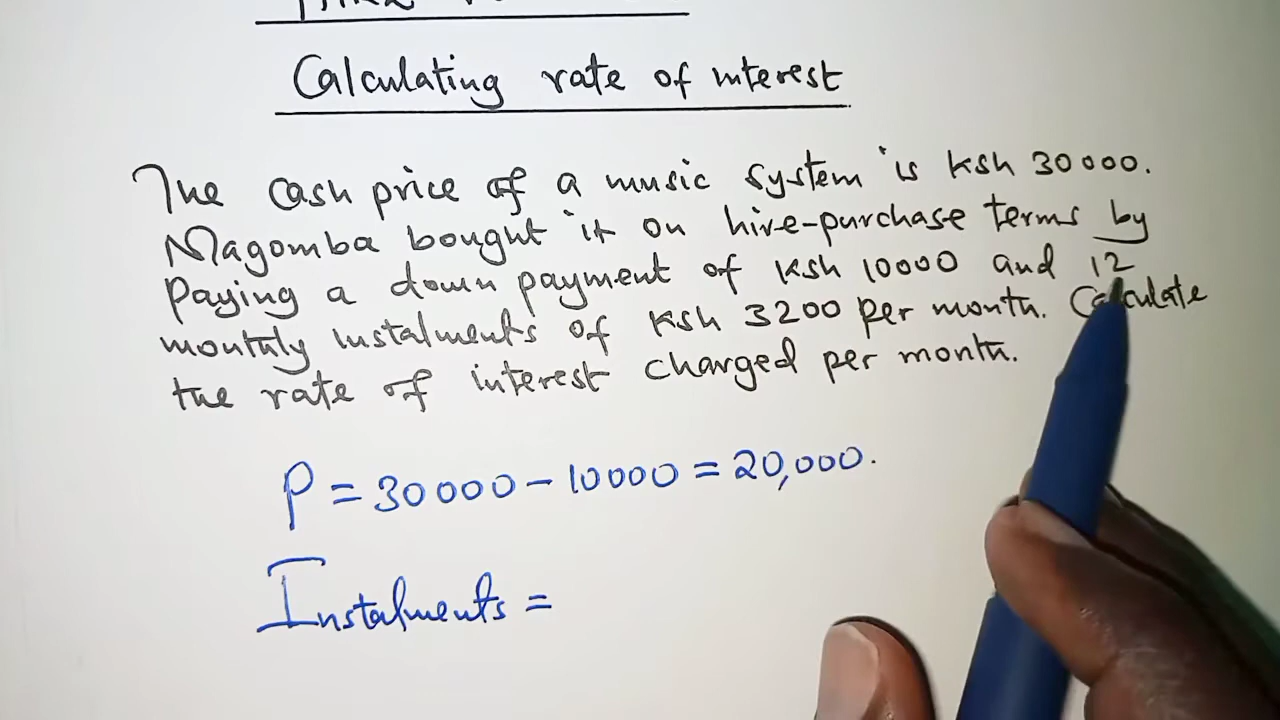 Calculating rate of interest
The cash price of a music system is Ksh 30000.
Magomba bought it on hire-purchase terms by
Paying a down payment of Ksh 10000 and 12
monthly instalments of Ksh 3200 per month. Calculate
the rate of interest charged per month.
P = 30000 - 10000 = 20,000.
Instalments =